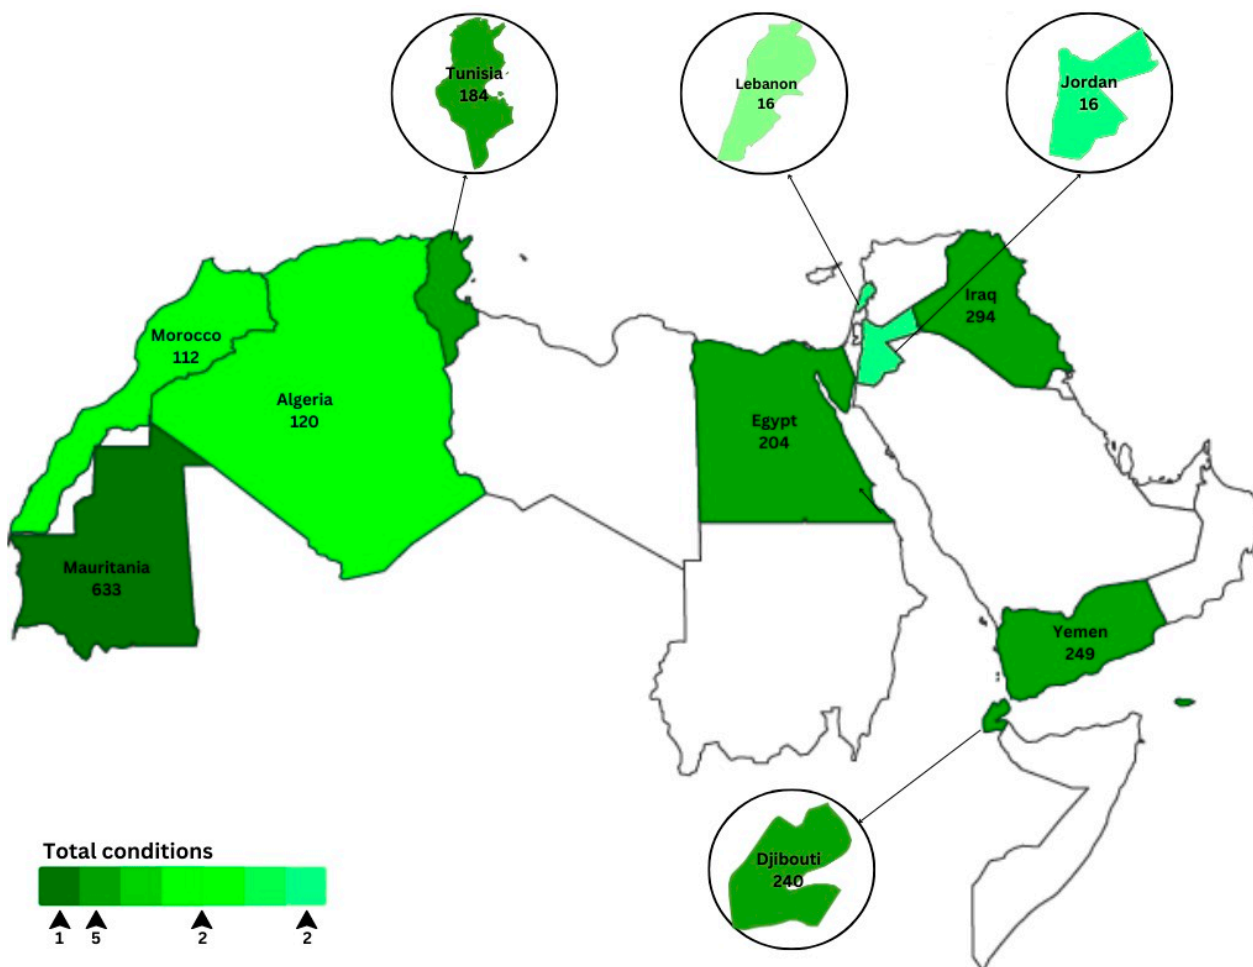 Tunisia
184
Lebanon
16
Jordan
16
Iraq
294
Morocco
112
Algeria
120
Egypt
204
Mauritania
633
Yemen
249
Djibouti
240
Total conditions
1 5 2 2